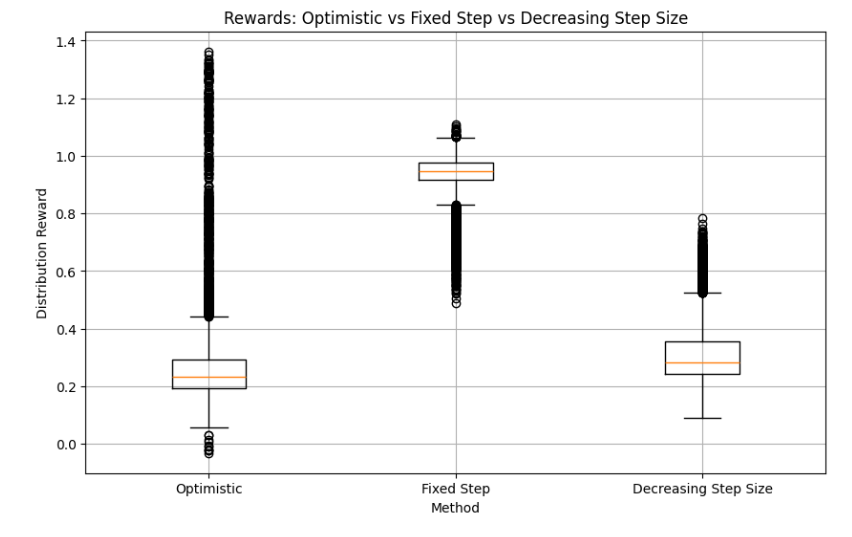 Rewards: Optimistic vs Fixed Step vs Decreasing Step Size
1.4
1.2
1.0
0.8
0.6
0.4
0.2
0.0
Distribution Reward
Optimistic
Fixed Step
Decreasing Step Size
Method